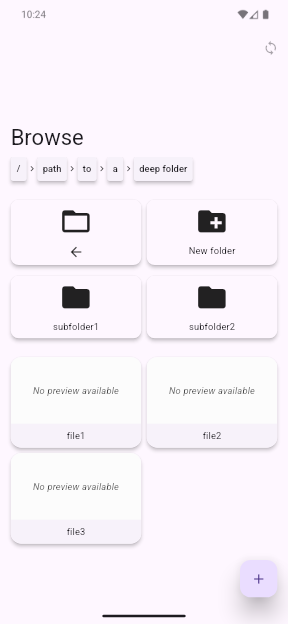 10:24
Browse
/ > path > to > a > deep folder
New folder
subfolder1 subfolder2
No preview available No preview available
file1 file2
No preview available
file3